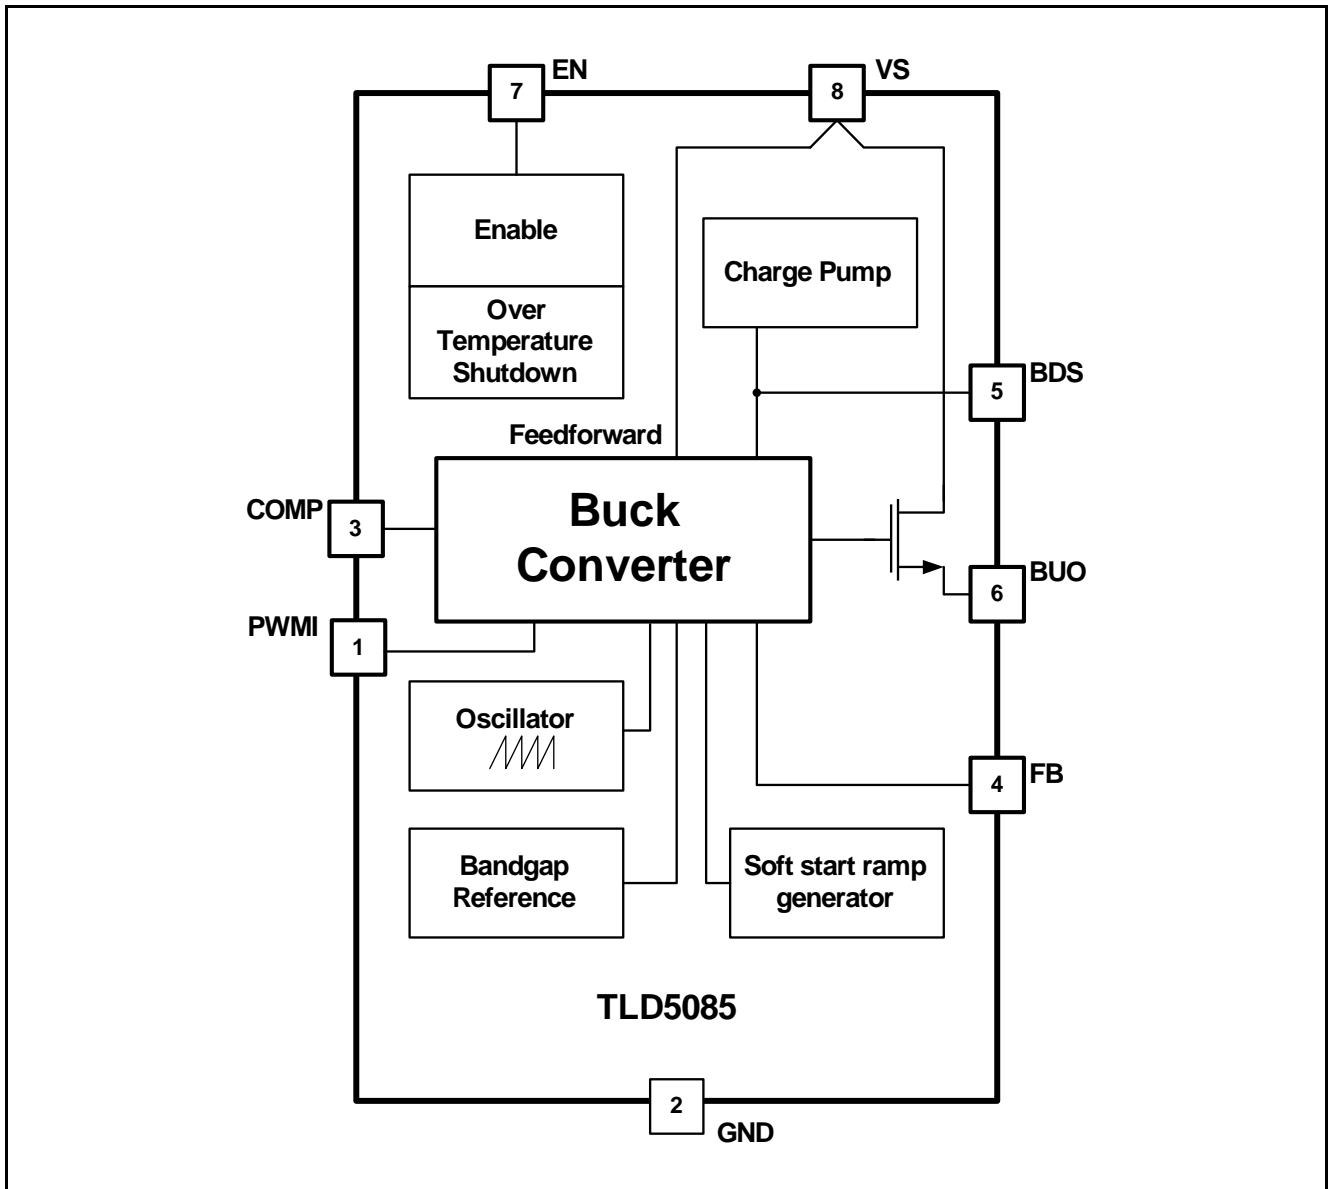 EN
VS
7
8
Enable
Charge Pump
Over
Temperature
Shutdown
BDS
5
Feedforward
COMP
3
Buck
Converter
BUO
6
PWMI
1
Oscillator
FB
4
Bandgap
Reference
Soft start ramp
generator
TLD5085
2
GND